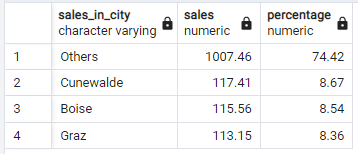 sales_in_city sales percentage
character varying numeric numeric
1 Others 1007.46 74.42
2 Cunewalde 117.41 8.67
3 Boise 115.56 8.54
4 Graz 113.15 8.36